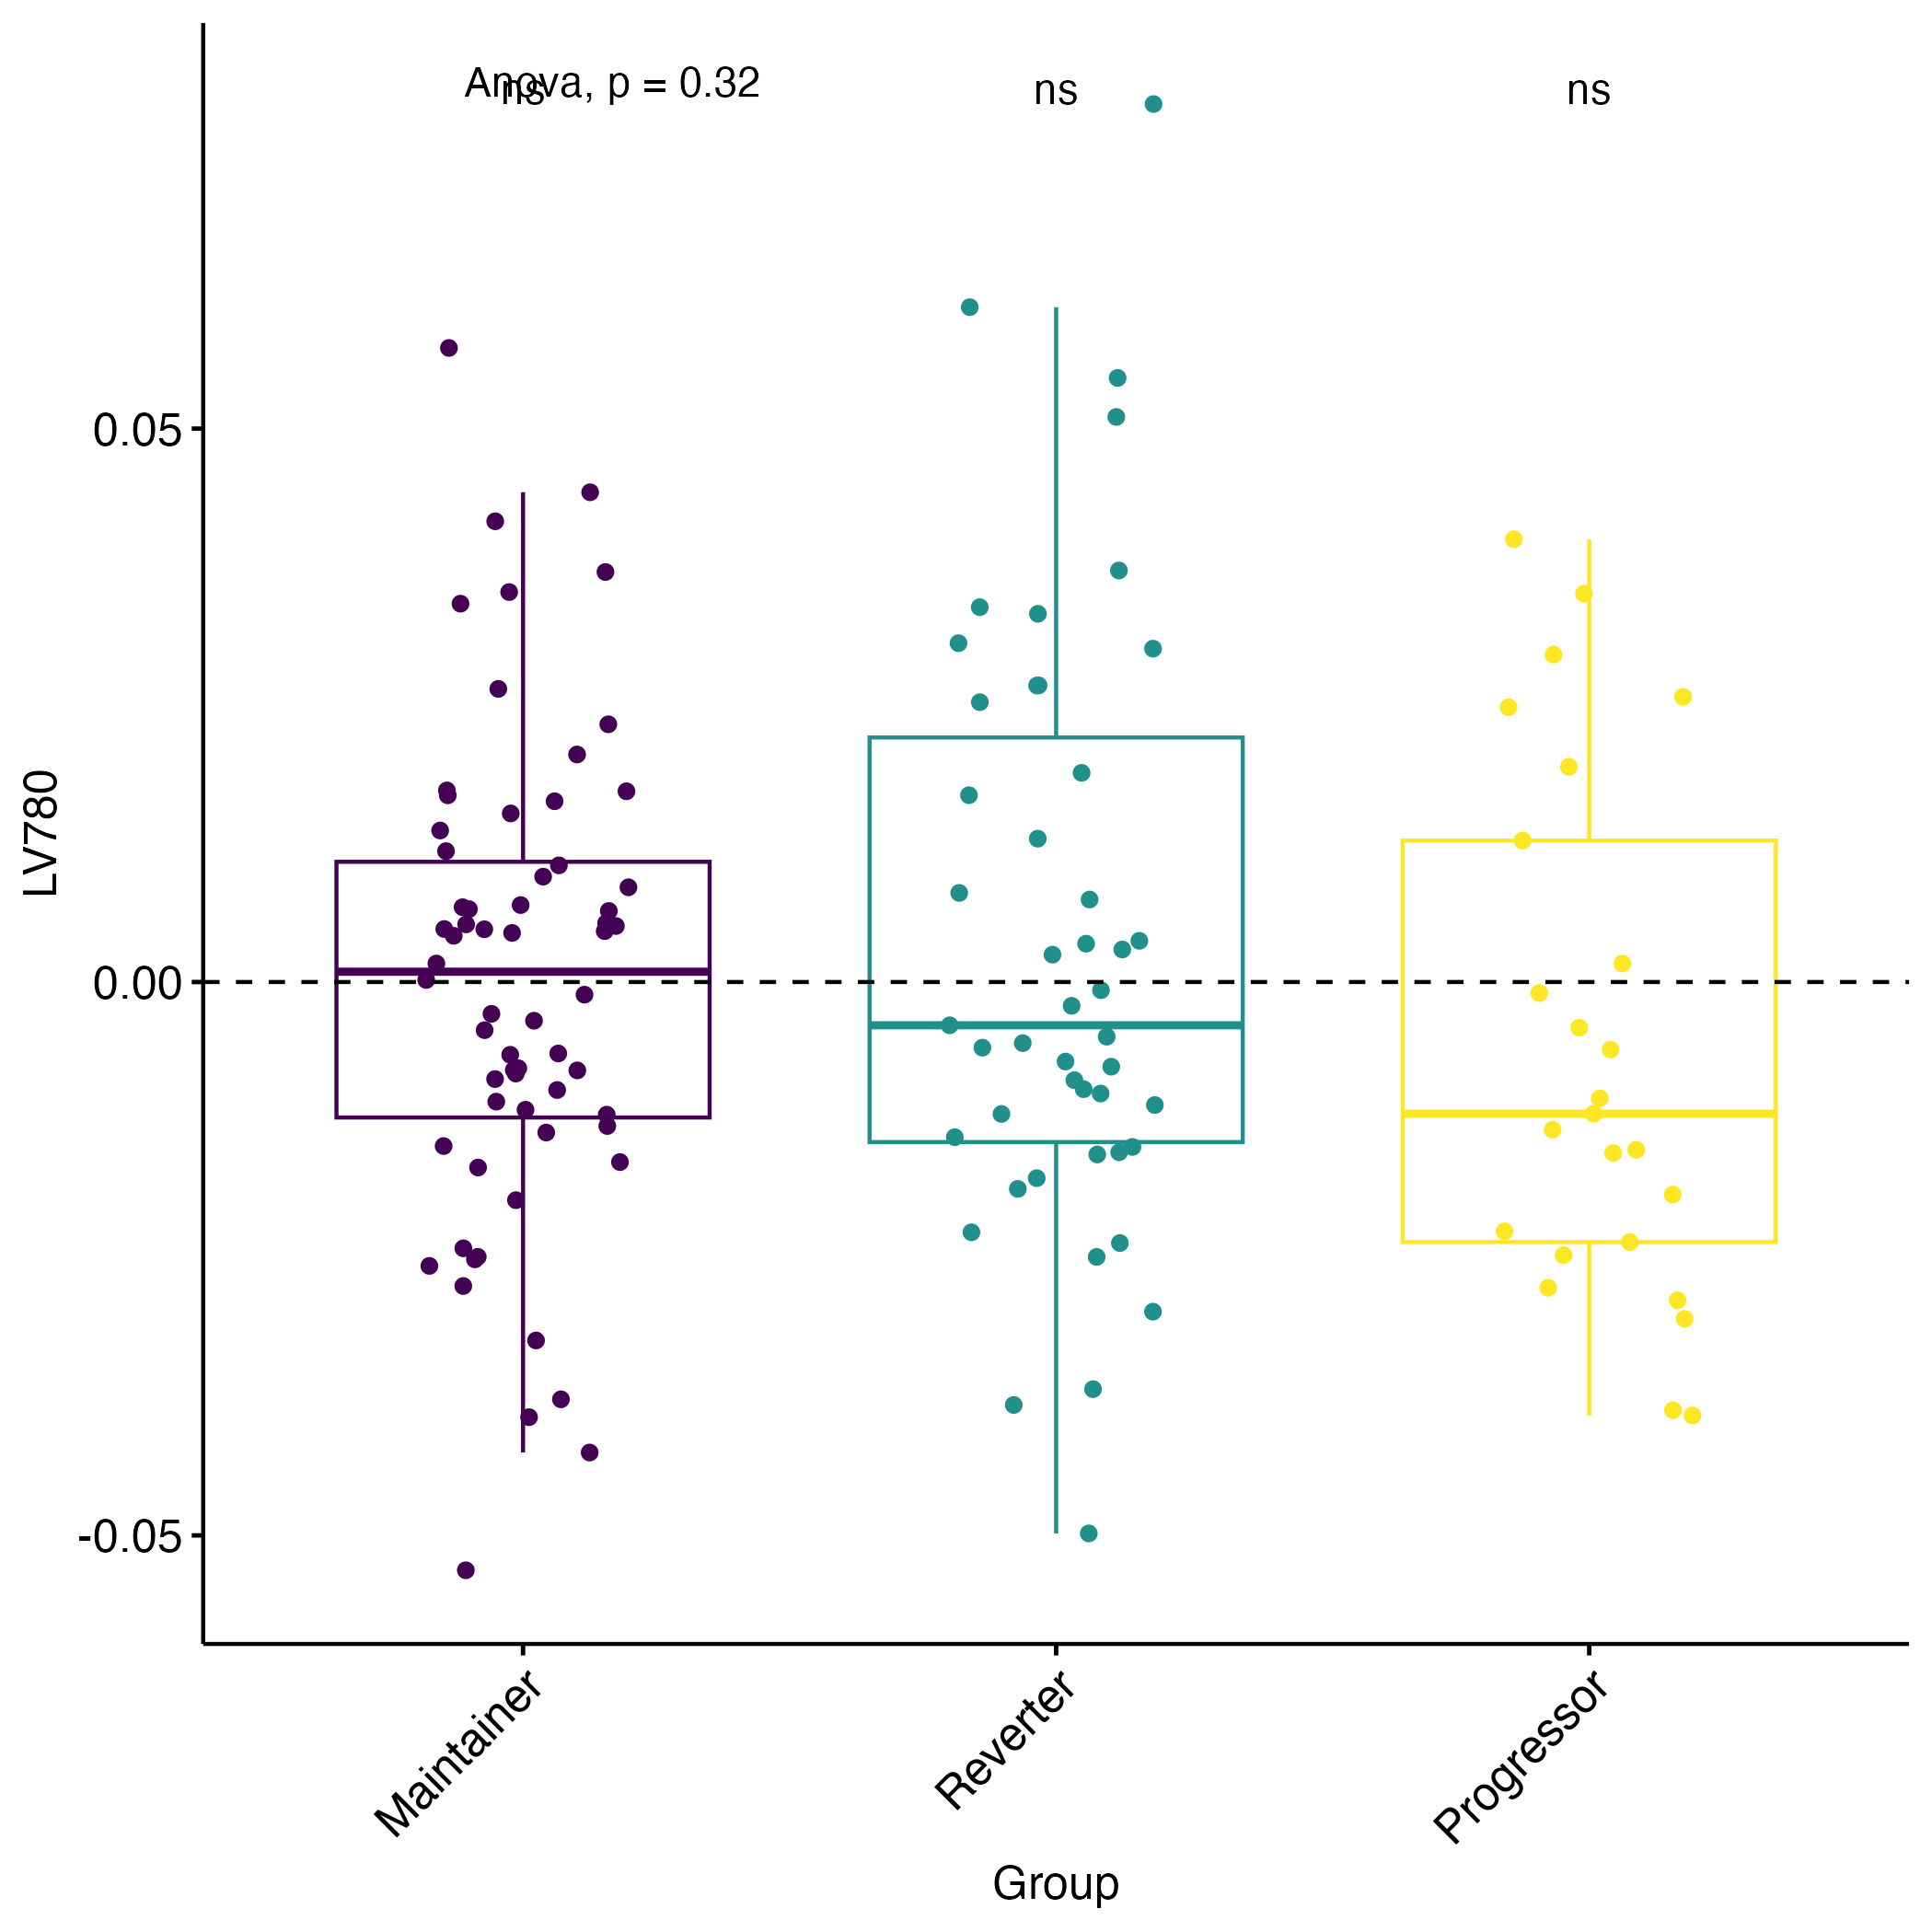 Anova, p = 0.32
ns
ns
ns
LV780
0.05
0.00
-0.05
Maintainer
Reverter
Progressor
Group